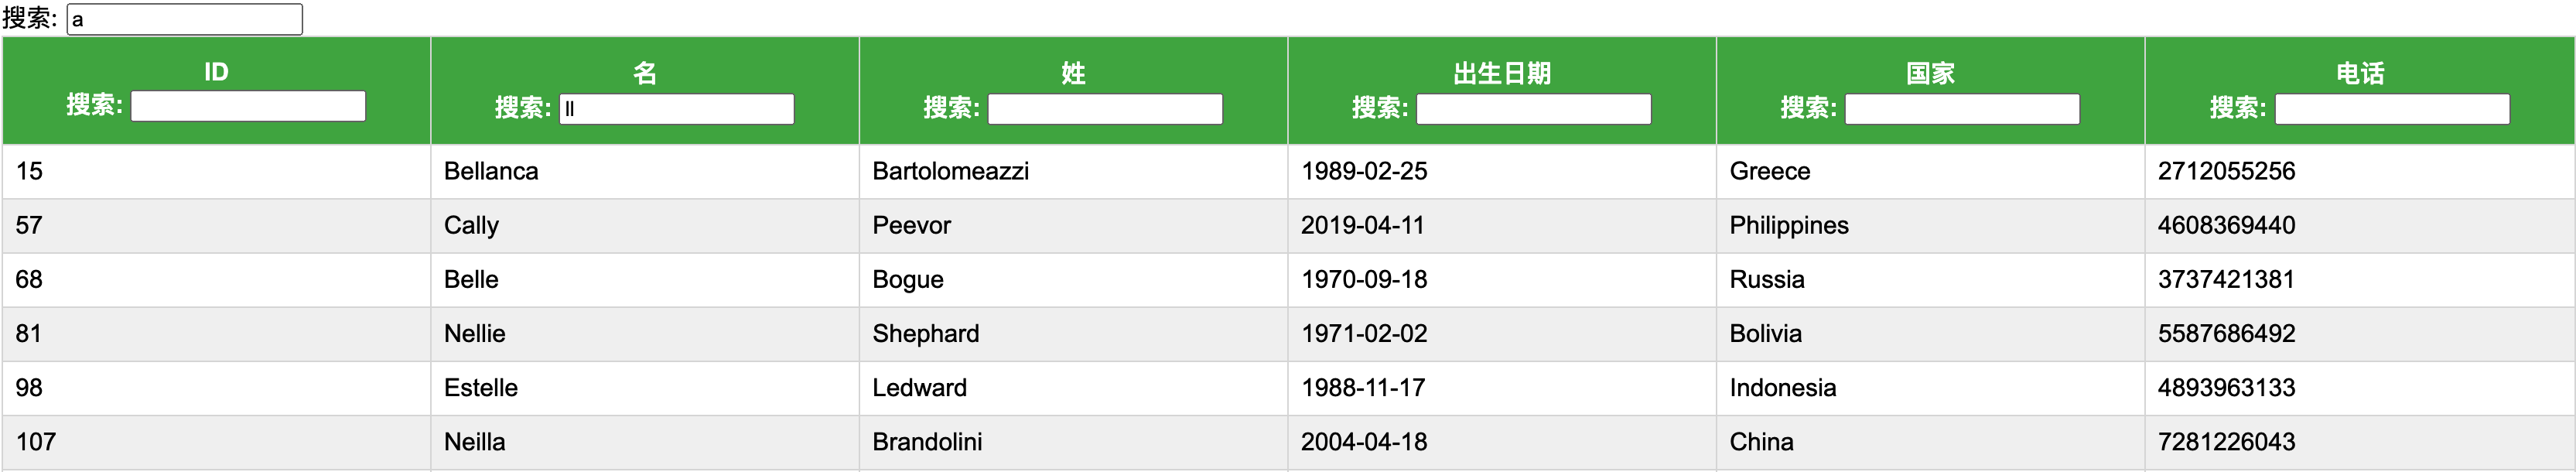 搜索: a
ID 名 姓 出生日期 国家 电话
搜索: 搜索: ll 搜索: 搜索: 搜索: 搜索:
15 Bellanca Bartolomeazzi 1989-02-25 Greece 2712055256
57 Cally Peevor 2019-04-11 Philippines 4608369440
68 Belle Bogue 1970-09-18 Russia 3737421381
81 Nellie Shephard 1971-02-02 Bolivia 5587686492
98 Estelle Ledward 1988-11-17 Indonesia 4893963133
107 Neilla Brandolini 2004-04-18 China 7281226043